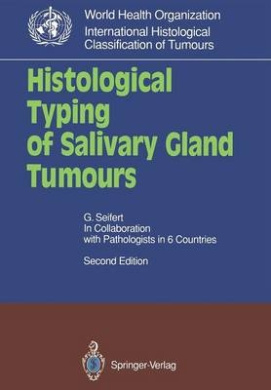 World Health Organization
International Histological
Classification of Tumours
Histological
Typing
of Salivary Gland
Tumours
G. Seifert
In Collaboration
with Pathologists in 6 Countries
Second Edition
Springer-Verlag